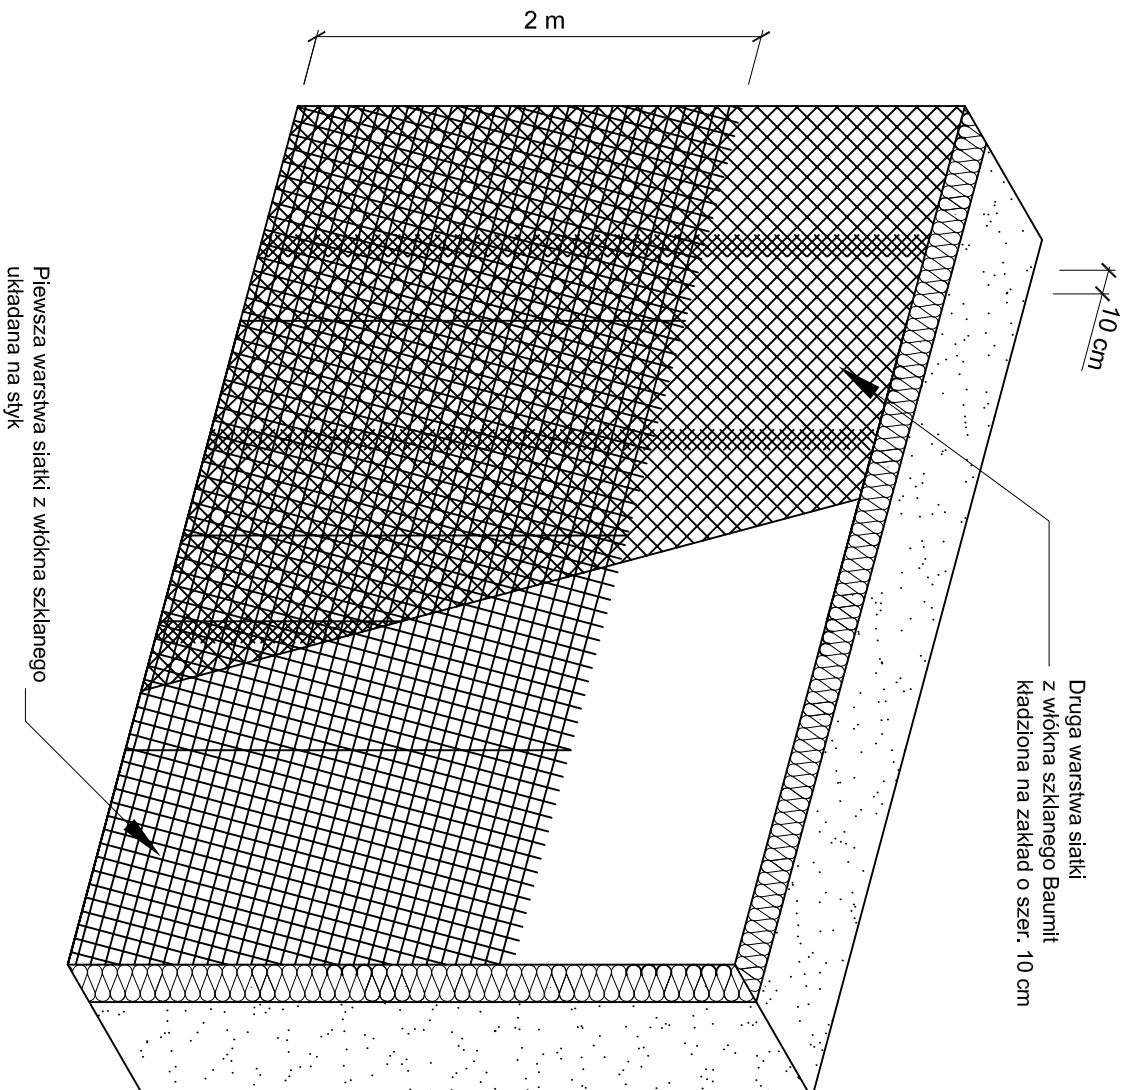 2 m
10 cm
Druga warstwa siatki
z włókna szklanego Baumit
kładziona na zakład o szer. 10 cm
Piewsza warstwa siatki z włókna szklanego
układana na styk